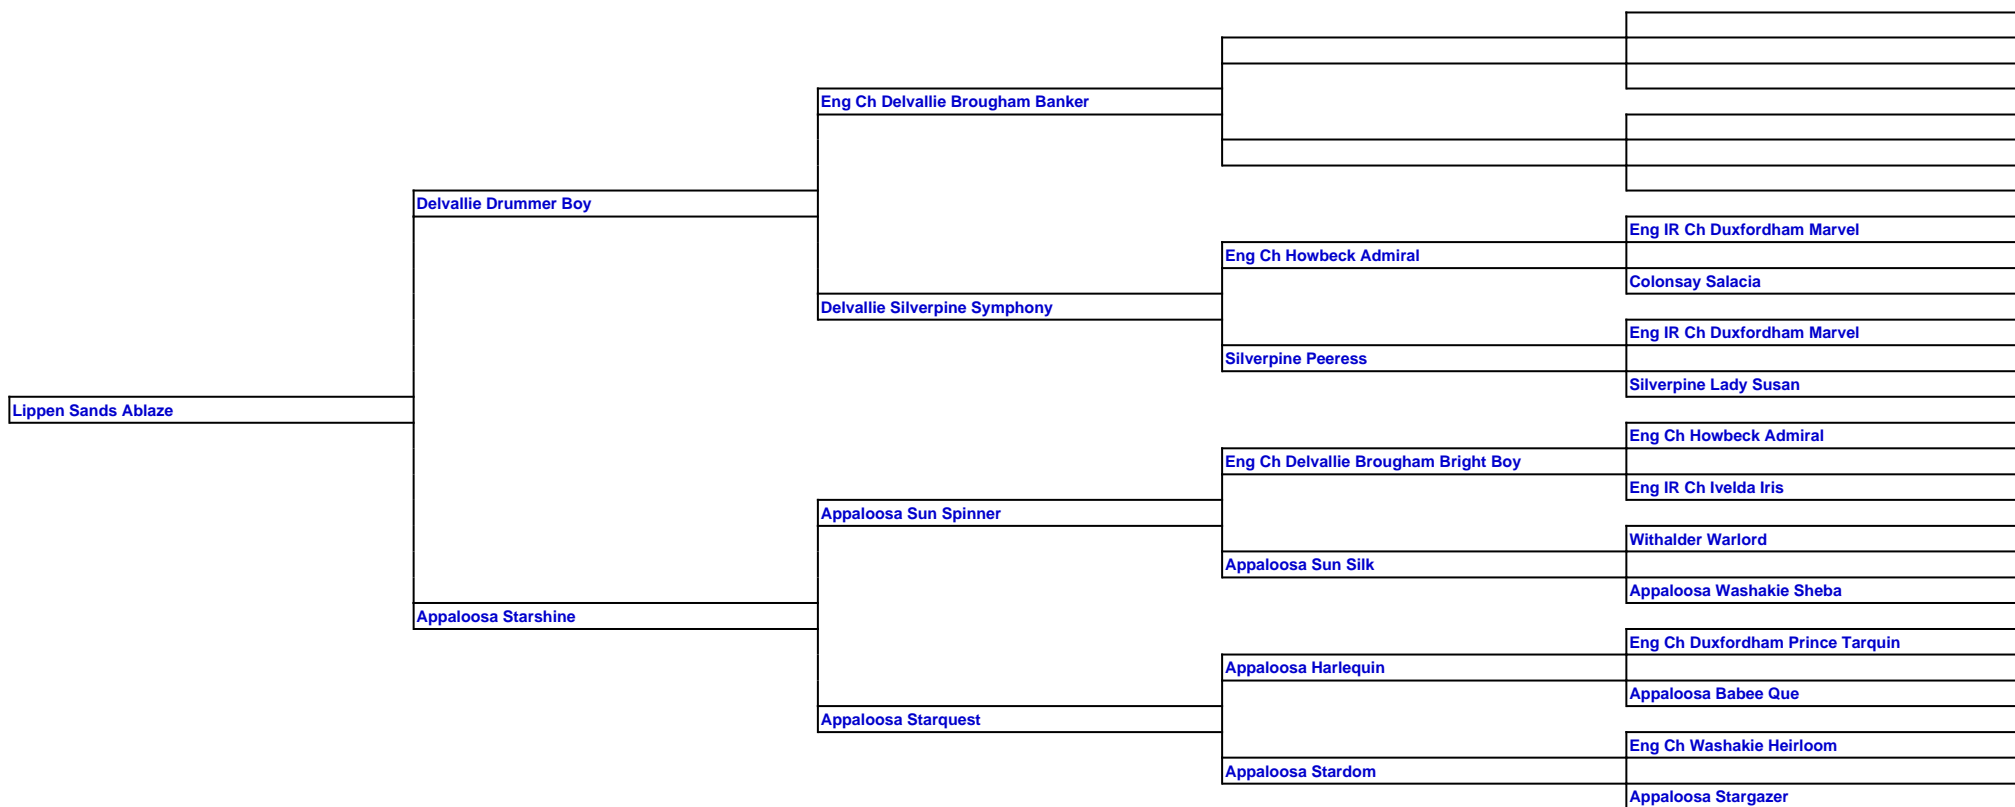 Eng Ch Delvallie Brougham Banker
Delvallie Drummer Boy
Eng IR Ch Duxfordham Marvel
Eng Ch Howbeck Admiral
Colonsay Salacia
Delvallie Silverpine Symphony
Eng IR Ch Duxfordham Marvel
Silverpine Peeress
Silverpine Lady Susan
Lippen Sands Ablaze
Eng Ch Howbeck Admiral
Eng Ch Delvallie Brougham Bright Boy
Eng IR Ch Ivelda Iris
Appaloosa Sun Spinner
Withalder Warlord
Appaloosa Sun Silk
Appaloosa Washakie Sheba
Appaloosa Starshine
Eng Ch Duxfordham Prince Tarquin
Appaloosa Harlequin
Appaloosa Babee Que
Appaloosa Starquest
Eng Ch Washakie Heirloom
Appaloosa Stardom
Appaloosa Stargazer